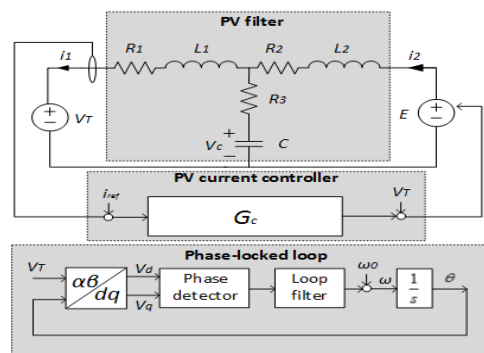 PV filter
i1 R1 L1 R2 L2 i2
R3
+ - VT
Vc + - C
E + -
PV current controller
iref Gc VT
Phase-locked loop
VT αβ dq Vd Vq
Phase detector
Loop filter
ωo ω
1/s
θ